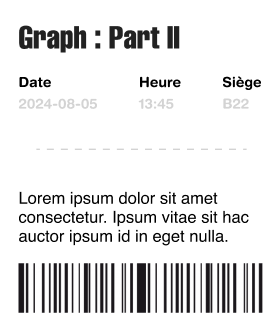 Graph : Part II
Date Heure Siège
2024-08-05 13:45 B22
Lorem ipsum dolor sit amet
consectetur. Ipsum vitae sit hac
auctor ipsum id in eget nulla.